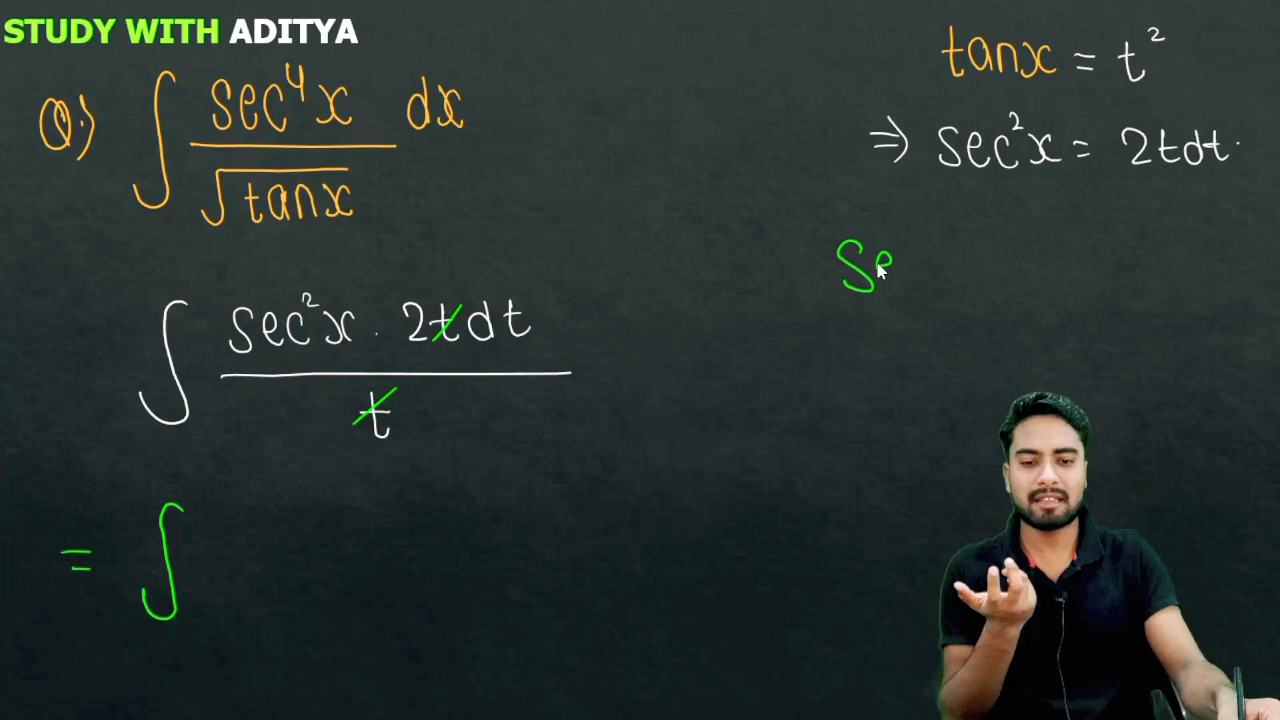 STUDY WITH ADITYA
Q.) ∫ sec⁴x / √tanx dx
tanx = t²
⇒ sec²x = 2tdt.
Se
∫ sec²x . 2tdt / t
= ∫